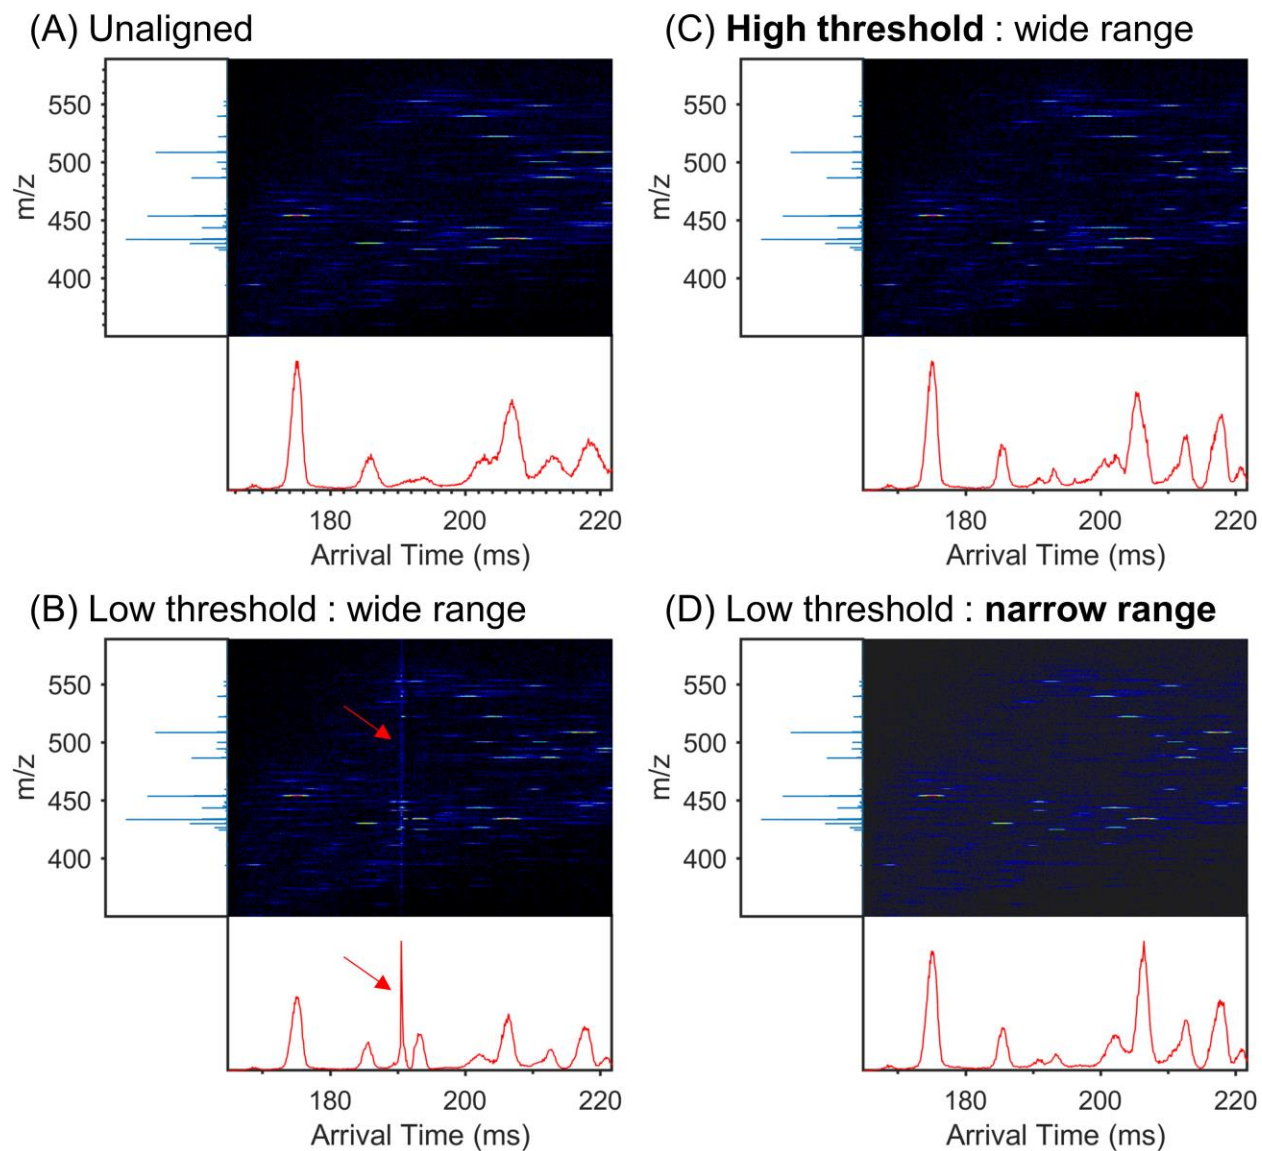 (A) Unaligned
550
500
450
400
m/z
180 200 220
Arrival Time (ms)
(C) High threshold : wide range
550
500
450
400
m/z
180 200 220
Arrival Time (ms)
(B) Low threshold : wide range
550
500
450
400
m/z
180 200 220
Arrival Time (ms)
(D) Low threshold : narrow range
550
500
450
400
m/z
180 200 220
Arrival Time (ms)